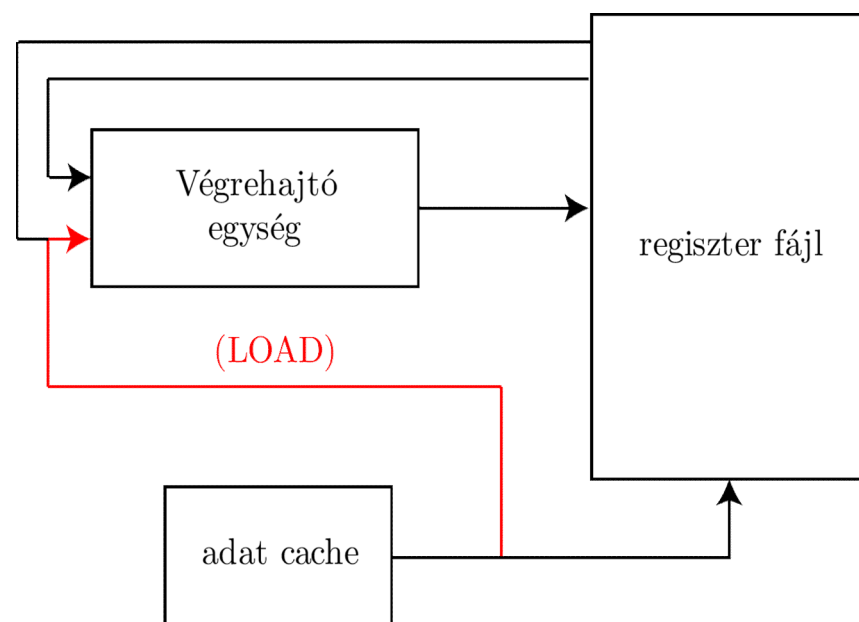 Végrehajtó
egység
regiszter fájl
(LOAD)
adat cache